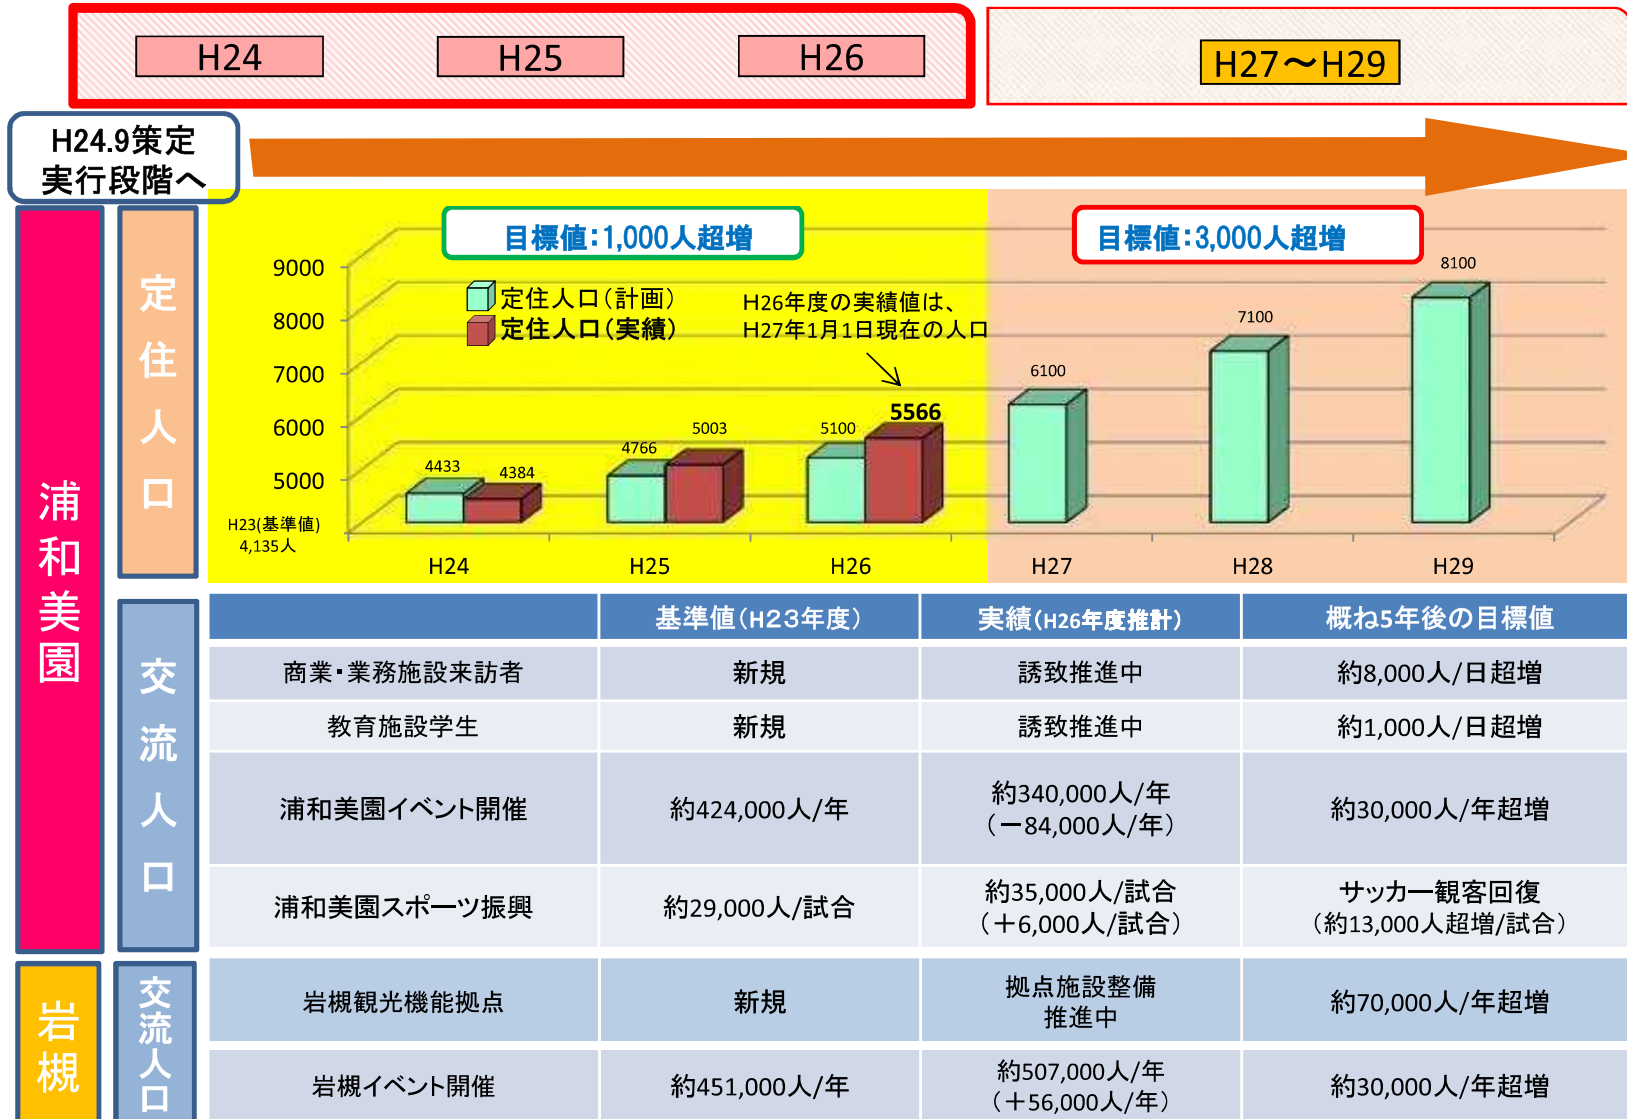 H24
H25
H26
H27～H29
H24.9策定
実行段階へ
浦和美園
定住人口
目標値：1,000人超増
目標値：3,000人超増
9000
8000
7000
6000
5000
H23(基準値)
4,135人
定住人口（計画）
定住人口（実績）
H26年度の実績値は、
H27年1月1日現在の人口
4433
4384
4766
5003
5100
5566
6100
7100
8100
H24
H25
H26
H27
H28
H29
交流人口
基準値（H23年度）
実績（H26年度推計）
概ね5年後の目標値
商業・業務施設来訪者
新規
誘致推進中
約8,000人/日超増
教育施設学生
新規
誘致推進中
約1,000人/日超増
浦和美園イベント開催
約424,000人/年
約340,000人/年
（－84,000人/年）
約30,000人/年超増
浦和美園スポーツ振興
約29,000人/試合
約35,000人/試合
（＋6,000人/試合）
サッカー観客回復
（約13,000人超増/試合）
岩槻
交流人口
岩槻観光機能拠点
新規
拠点施設整備
推進中
約70,000人/年超増
岩槻イベント開催
約451,000人/年
約507,000人/年
（＋56,000人/年）
約30,000人/年超増